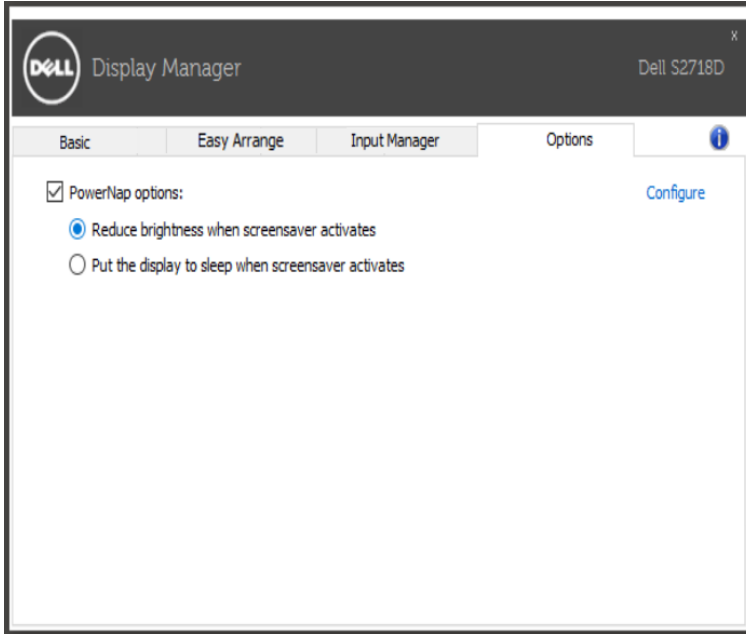 x
DELL Display Manager Dell S2718D
Basic Easy Arrange Input Manager Options i
PowerNap options: Configure
Reduce brightness when screensaver activates
Put the display to sleep when screensaver activates